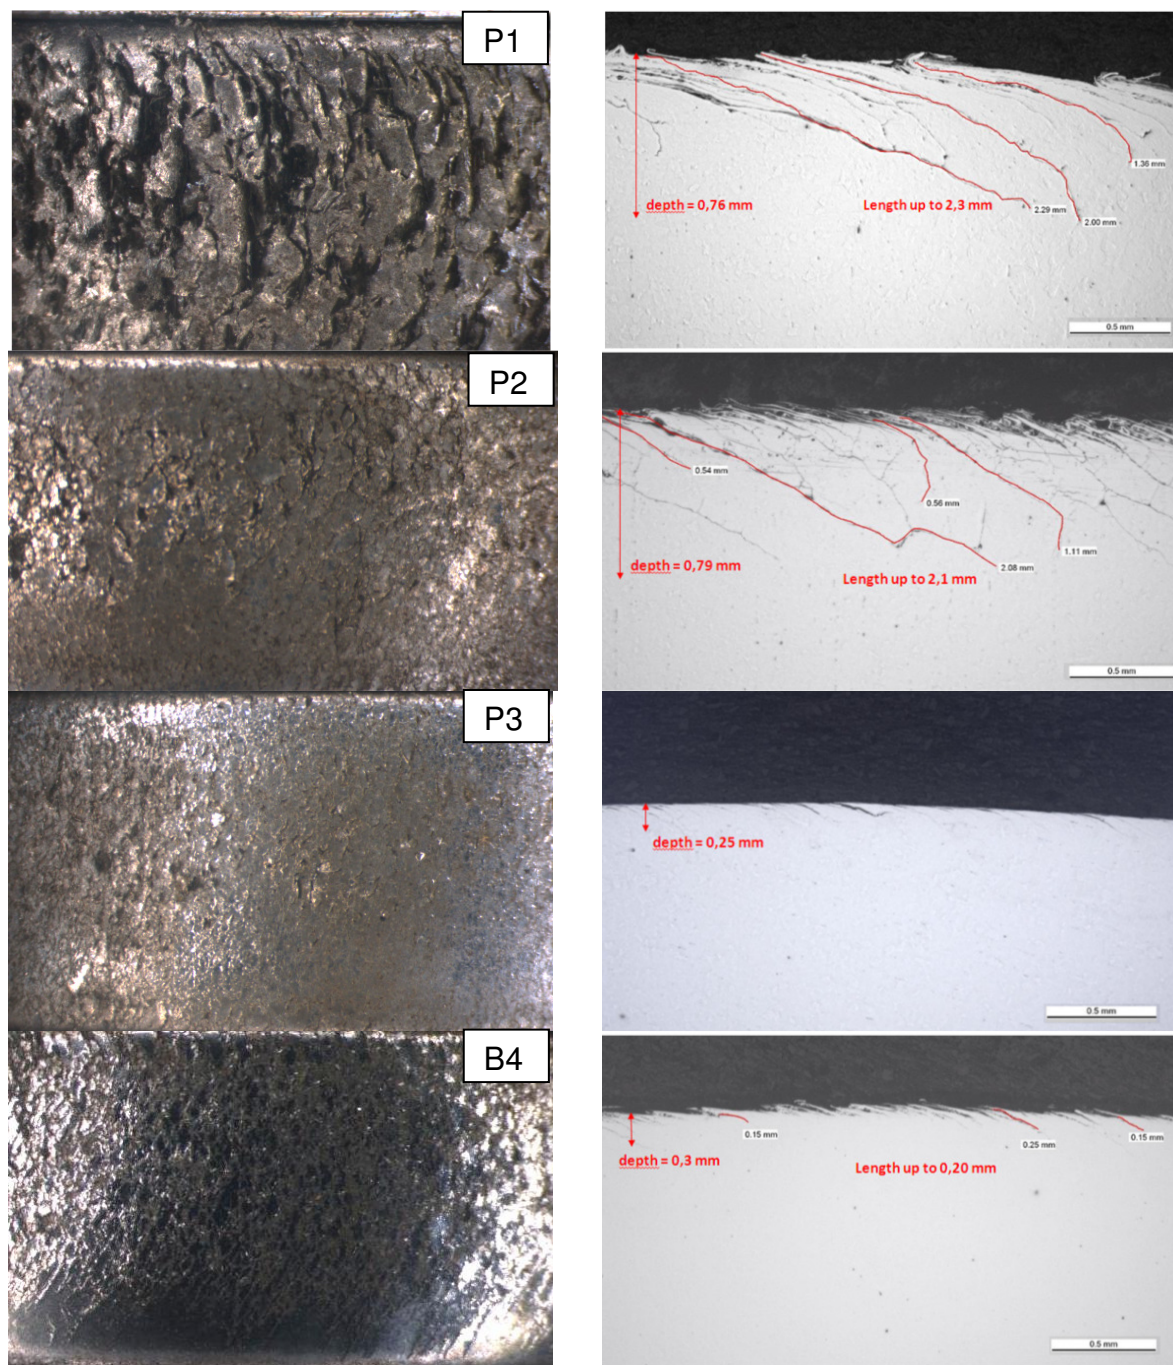 P1
1.36 mm
depth = 0,76 mm
Length up to 2,3 mm
2.29 mm
2.00 mm
0.5 mm
P2
0.54 mm
0.56 mm
1.11 mm
depth = 0,79 mm
2.08 mm
Length up to 2,1 mm
0.5 mm
P3
depth = 0,25 mm
0.5 mm
B4
0.15 mm
0.25 mm
0.15 mm
depth = 0,3 mm
Length up to 0,20 mm
0.5 mm